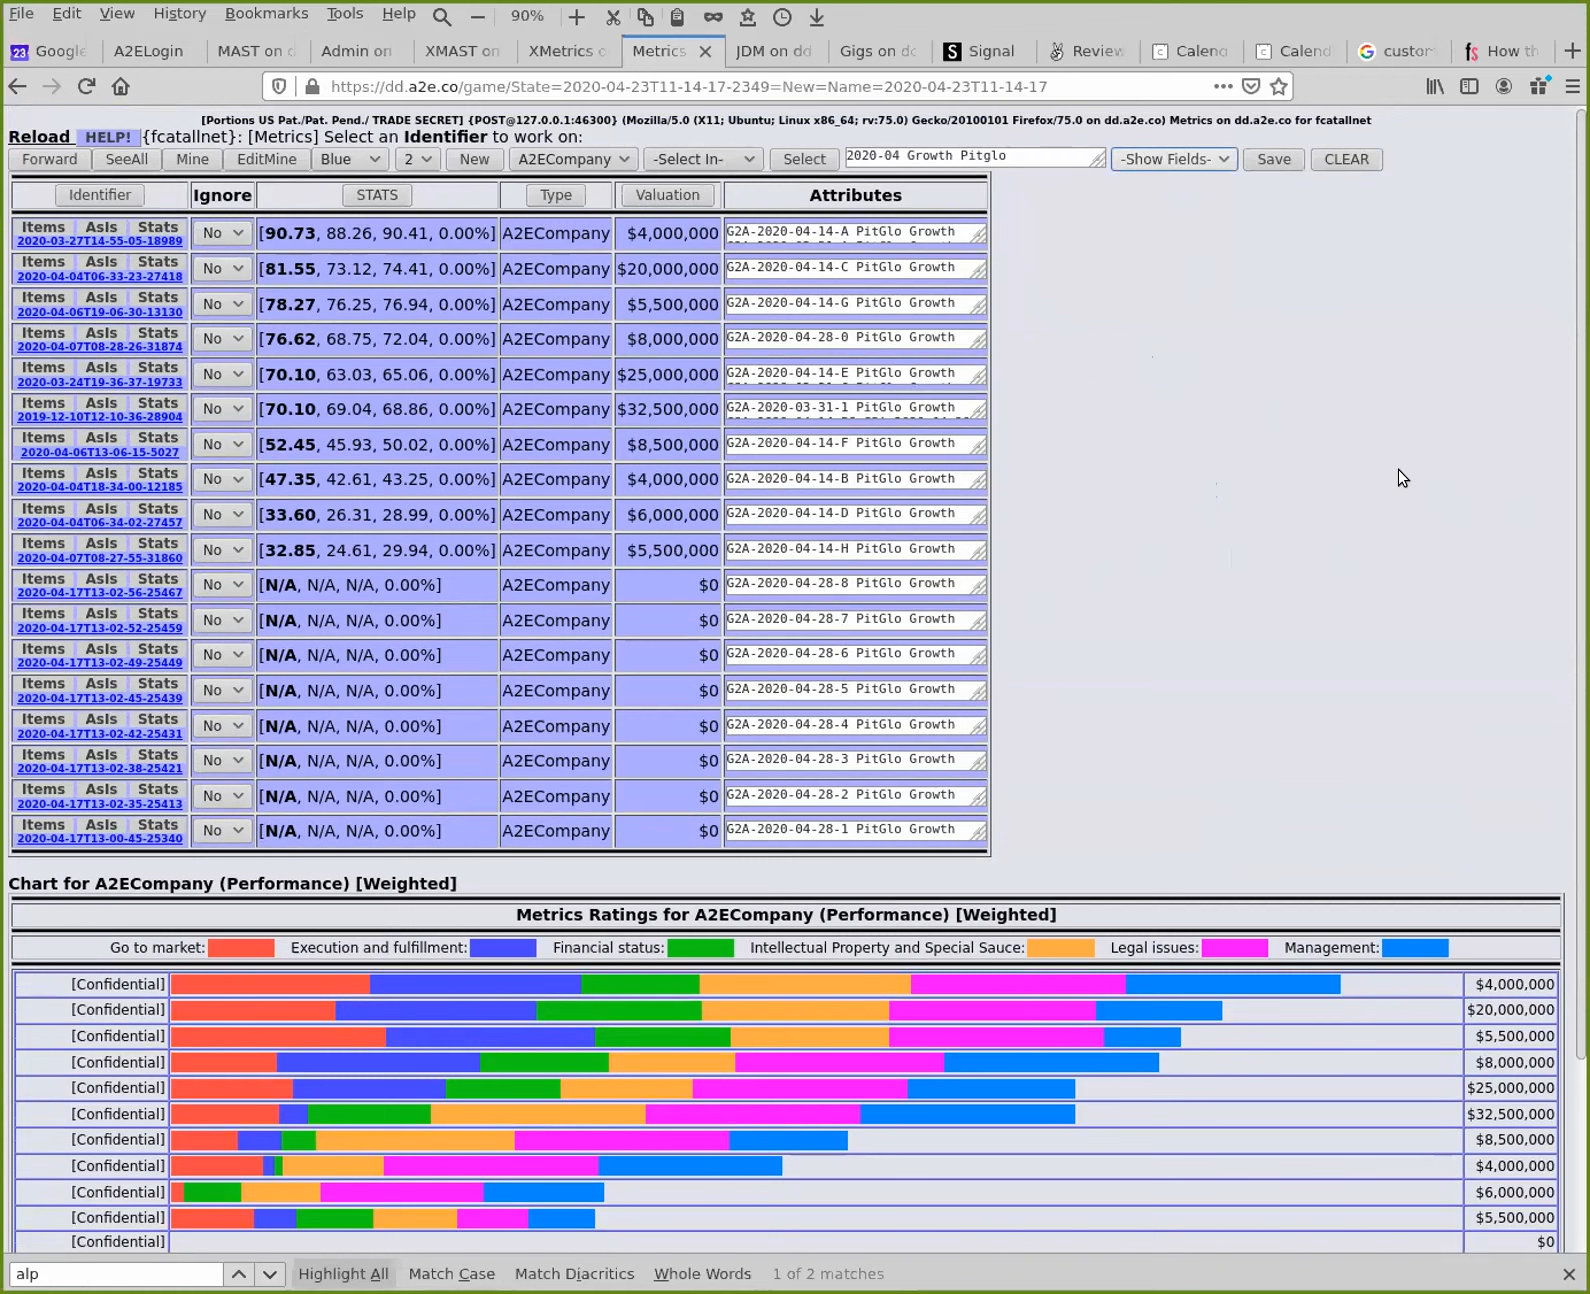 File Edit View History Bookmarks Tools Help 90%
Google A2ELogin MAST on d Admin on XMAST on XMetrics c Metrics JDM on dd Gigs on dc Signal Review Calend Calend custor How th
https://dd.a2e.co/game/State=2020-04-23T11-14-17-2349=New=Name=2020-04-23T11-14-17
[Portions US Pat./Pat. Pend./ TRADE SECRET] {POST@127.0.0.1:46300} (Mozilla/5.0 (X11; Ubuntu; Linux x86_64; rv:75.0) Gecko/20100101 Firefox/75.0 on dd.a2e.co) Metrics on dd.a2e.co for fcatallnet
Reload HELP! {fcatallnet}: [Metrics] Select an Identifier to work on:
Forward SeeAll Mine EditMine Blue 2 New A2ECompany -Select In- Select 2020-04 Growth Pitglo -Show Fields- Save CLEAR
Identifier Ignore STATS Type Valuation Attributes
Items AsIs Stats
2020-03-27T14-55-05-18989 No [90.73, 88.26, 90.41, 0.00%] A2ECompany $4,000,000 G2A-2020-04-14-A PitGlo Growth
Items AsIs Stats
2020-04-04T06-33-23-27418 No [81.55, 73.12, 74.41, 0.00%] A2ECompany $20,000,000 G2A-2020-04-14-C PitGlo Growth
Items AsIs Stats
2020-04-06T19-06-30-13130 No [78.27, 76.25, 76.94, 0.00%] A2ECompany $5,500,000 G2A-2020-04-14-G PitGlo Growth
Items AsIs Stats
2020-04-07T08-28-26-31874 No [76.62, 68.75, 72.04, 0.00%] A2ECompany $8,000,000 G2A-2020-04-28-0 PitGlo Growth
Items AsIs Stats
2020-03-24T19-36-37-19733 No [70.10, 63.03, 65.06, 0.00%] A2ECompany $25,000,000 G2A-2020-04-14-E PitGlo Growth
Items AsIs Stats
2019-12-10T12-10-36-28904 No [70.10, 69.04, 68.86, 0.00%] A2ECompany $32,500,000 G2A-2020-03-31-1 PitGlo Growth
Items AsIs Stats
2020-04-06T13-06-15-5027 No [52.45, 45.93, 50.02, 0.00%] A2ECompany $8,500,000 G2A-2020-04-14-F PitGlo Growth
Items AsIs Stats
2020-04-04T18-34-00-12185 No [47.35, 42.61, 43.25, 0.00%] A2ECompany $4,000,000 G2A-2020-04-14-B PitGlo Growth
Items AsIs Stats
2020-04-04T06-34-02-27457 No [33.60, 26.31, 28.99, 0.00%] A2ECompany $6,000,000 G2A-2020-04-14-D PitGlo Growth
Items AsIs Stats
2020-04-07T08-27-55-31860 No [32.85, 24.61, 29.94, 0.00%] A2ECompany $5,500,000 G2A-2020-04-14-H PitGlo Growth
Items AsIs Stats
2020-04-17T13-02-56-25467 No [N/A, N/A, N/A, 0.00%] A2ECompany $0 G2A-2020-04-28-8 PitGlo Growth
Items AsIs Stats
2020-04-17T13-02-52-25459 No [N/A, N/A, N/A, 0.00%] A2ECompany $0 G2A-2020-04-28-7 PitGlo Growth
Items AsIs Stats
2020-04-17T13-02-49-25449 No [N/A, N/A, N/A, 0.00%] A2ECompany $0 G2A-2020-04-28-6 PitGlo Growth
Items AsIs Stats
2020-04-17T13-02-45-25439 No [N/A, N/A, N/A, 0.00%] A2ECompany $0 G2A-2020-04-28-5 PitGlo Growth
Items AsIs Stats
2020-04-17T13-02-42-25431 No [N/A, N/A, N/A, 0.00%] A2ECompany $0 G2A-2020-04-28-4 PitGlo Growth
Items AsIs Stats
2020-04-17T13-02-38-25421 No [N/A, N/A, N/A, 0.00%] A2ECompany $0 G2A-2020-04-28-3 PitGlo Growth
Items AsIs Stats
2020-04-17T13-02-35-25413 No [N/A, N/A, N/A, 0.00%] A2ECompany $0 G2A-2020-04-28-2 PitGlo Growth
Items AsIs Stats
2020-04-17T13-00-45-25340 No [N/A, N/A, N/A, 0.00%] A2ECompany $0 G2A-2020-04-28-1 PitGlo Growth
Chart for A2ECompany (Performance) [Weighted]
Metrics Ratings for A2ECompany (Performance) [Weighted]
Go to market: Execution and fulfillment: Financial status: Intellectual Property and Special Sauce: Legal issues: Management:
[Confidential] $4,000,000
[Confidential] $20,000,000
[Confidential] $5,500,000
[Confidential] $8,000,000
[Confidential] $25,000,000
[Confidential] $32,500,000
[Confidential] $8,500,000
[Confidential] $4,000,000
[Confidential] $6,000,000
[Confidential] $5,500,000
[Confidential] $0
alp Highlight All Match Case Match Diacritics Whole Words 1 of 2 matches